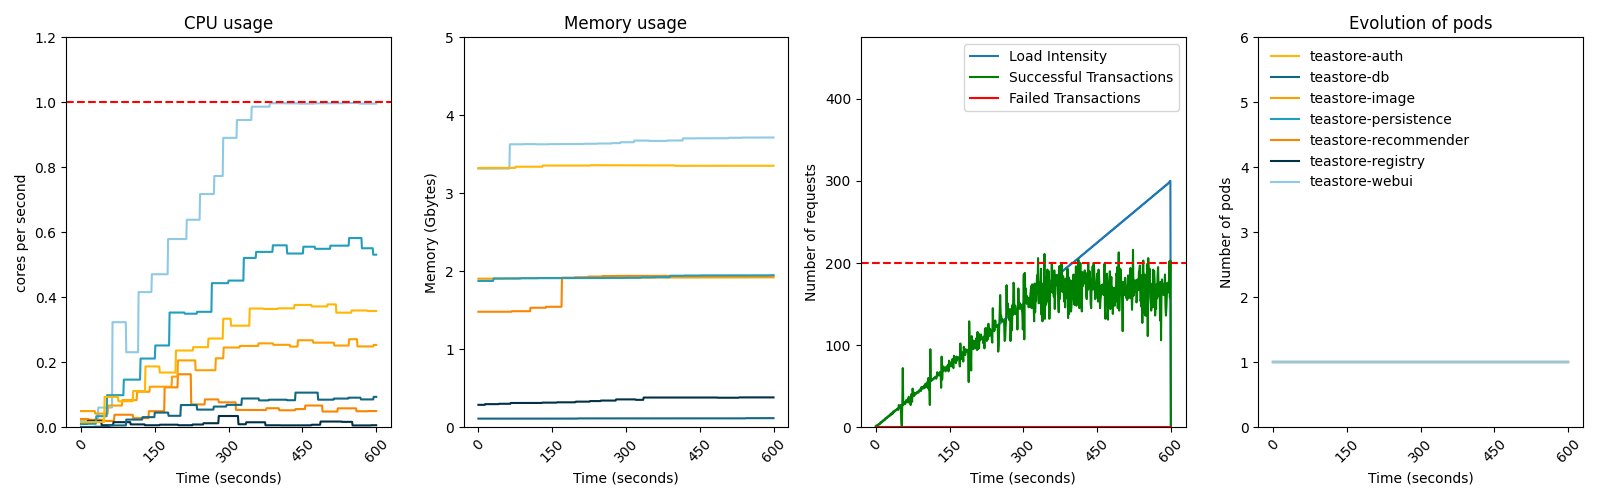 CPU usage
cores per second
1.2
1.0
0.8
0.6
0.4
0.2
0.0
0
150
300
450
600
Time (seconds)
Memory usage
Memory (Gbytes)
5
4
3
2
1
0
0
150
300
450
600
Time (seconds)
Number of requests
400
300
200
100
0
Load Intensity
Successful Transactions
Failed Transactions
0
150
300
450
600
Time (seconds)
Evolution of pods
Number of pods
6
5
4
3
2
1
0
teastore-auth
teastore-db
teastore-image
teastore-persistence
teastore-recommender
teastore-registry
teastore-webui
0
150
300
450
600
Time (seconds)